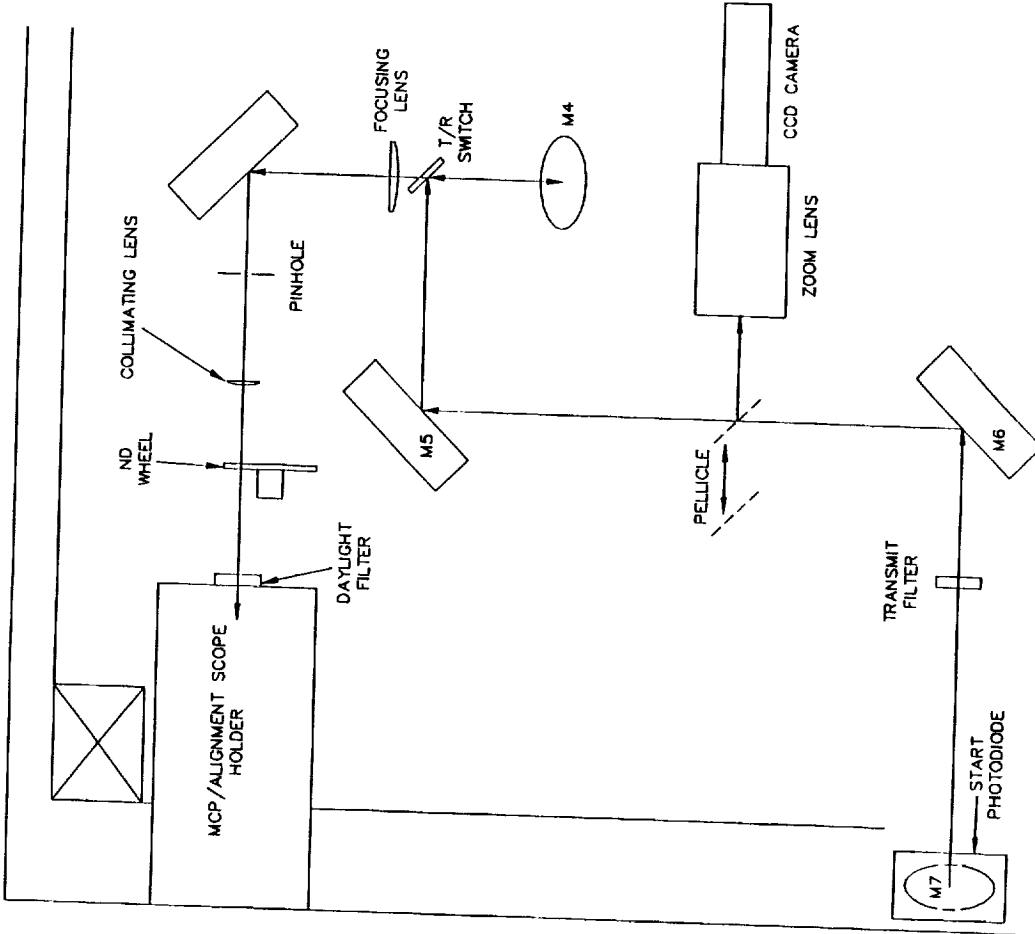 FOCUSING
LENS
T/R
SWITCH
M4
CCD CAMERA
ZOOM LENS
COLLIMATING LENS
PINHOLE
ND
WHEEL
M5
PELLICLE
M6
DAYLIGHT
FILTER
TRANSMIT
FILTER
MCP/ALIGNMENT SCOPE
HOLDER
START
PHOTODIODE
M7